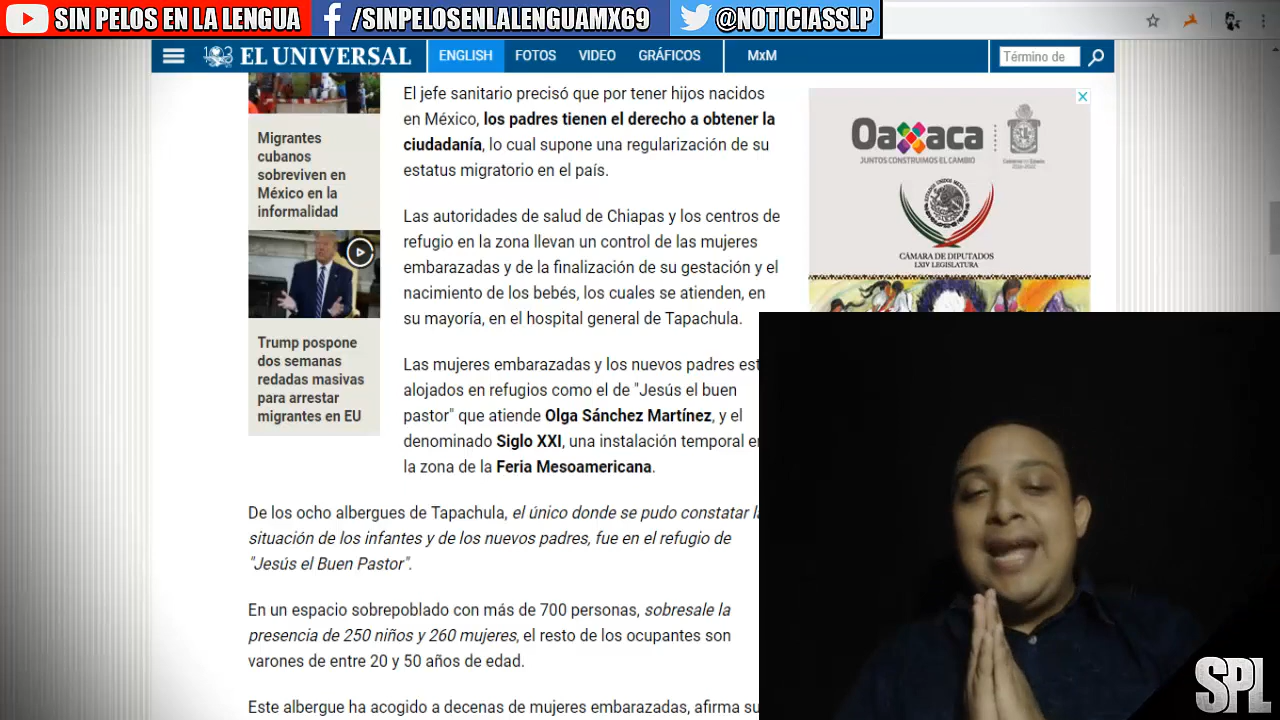 SIN PELOS EN LA LENGUA
/SINPELOSENLALENGUAMX69
@NOTICIASSLP
EL UNIVERSAL
ENGLISH
FOTOS
VIDEO
GRÁFICOS
MxM
Término de
Migrantes
cubanos
sobreviven en
México en la
informalidad
Trump pospone
dos semanas
redadas masivas
para arrestar
migrantes en EU
El jefe sanitario precisó que por tener hijos nacidos
en México, los padres tienen el derecho a obtener la
ciudadanía, lo cual supone una regularización de su
estatus migratorio en el país.
Las autoridades de salud de Chiapas y los centros de
refugio en la zona llevan un control de las mujeres
embarazadas y de la finalización de su gestación y el
nacimiento de los bebés, los cuales se atienden, en
su mayoría, en el hospital general de Tapachula.
Las mujeres embarazadas y los nuevos padres est
alojados en refugios como el de "Jesús el buen
pastor" que atiende Olga Sánchez Martínez, y el
denominado Siglo XXI, una instalación temporal en
la zona de la Feria Mesoamericana.
De los ocho albergues de Tapachula, el único donde se pudo constatar la
situación de los infantes y de los nuevos padres, fue en el refugio de
"Jesús el Buen Pastor".
En un espacio sobrepoblado con más de 700 personas, sobresale la
presencia de 250 niños y 260 mujeres, el resto de los ocupantes son
varones de entre 20 y 50 años de edad.
Este albergue ha acogido a decenas de mujeres embarazadas, afirma su
Oaxaca
JUNTOS CONSTRUIMOS EL CAMBIO
CÁMARA DE DIPUTADOS
LXIV LEGISLATURA
SPL